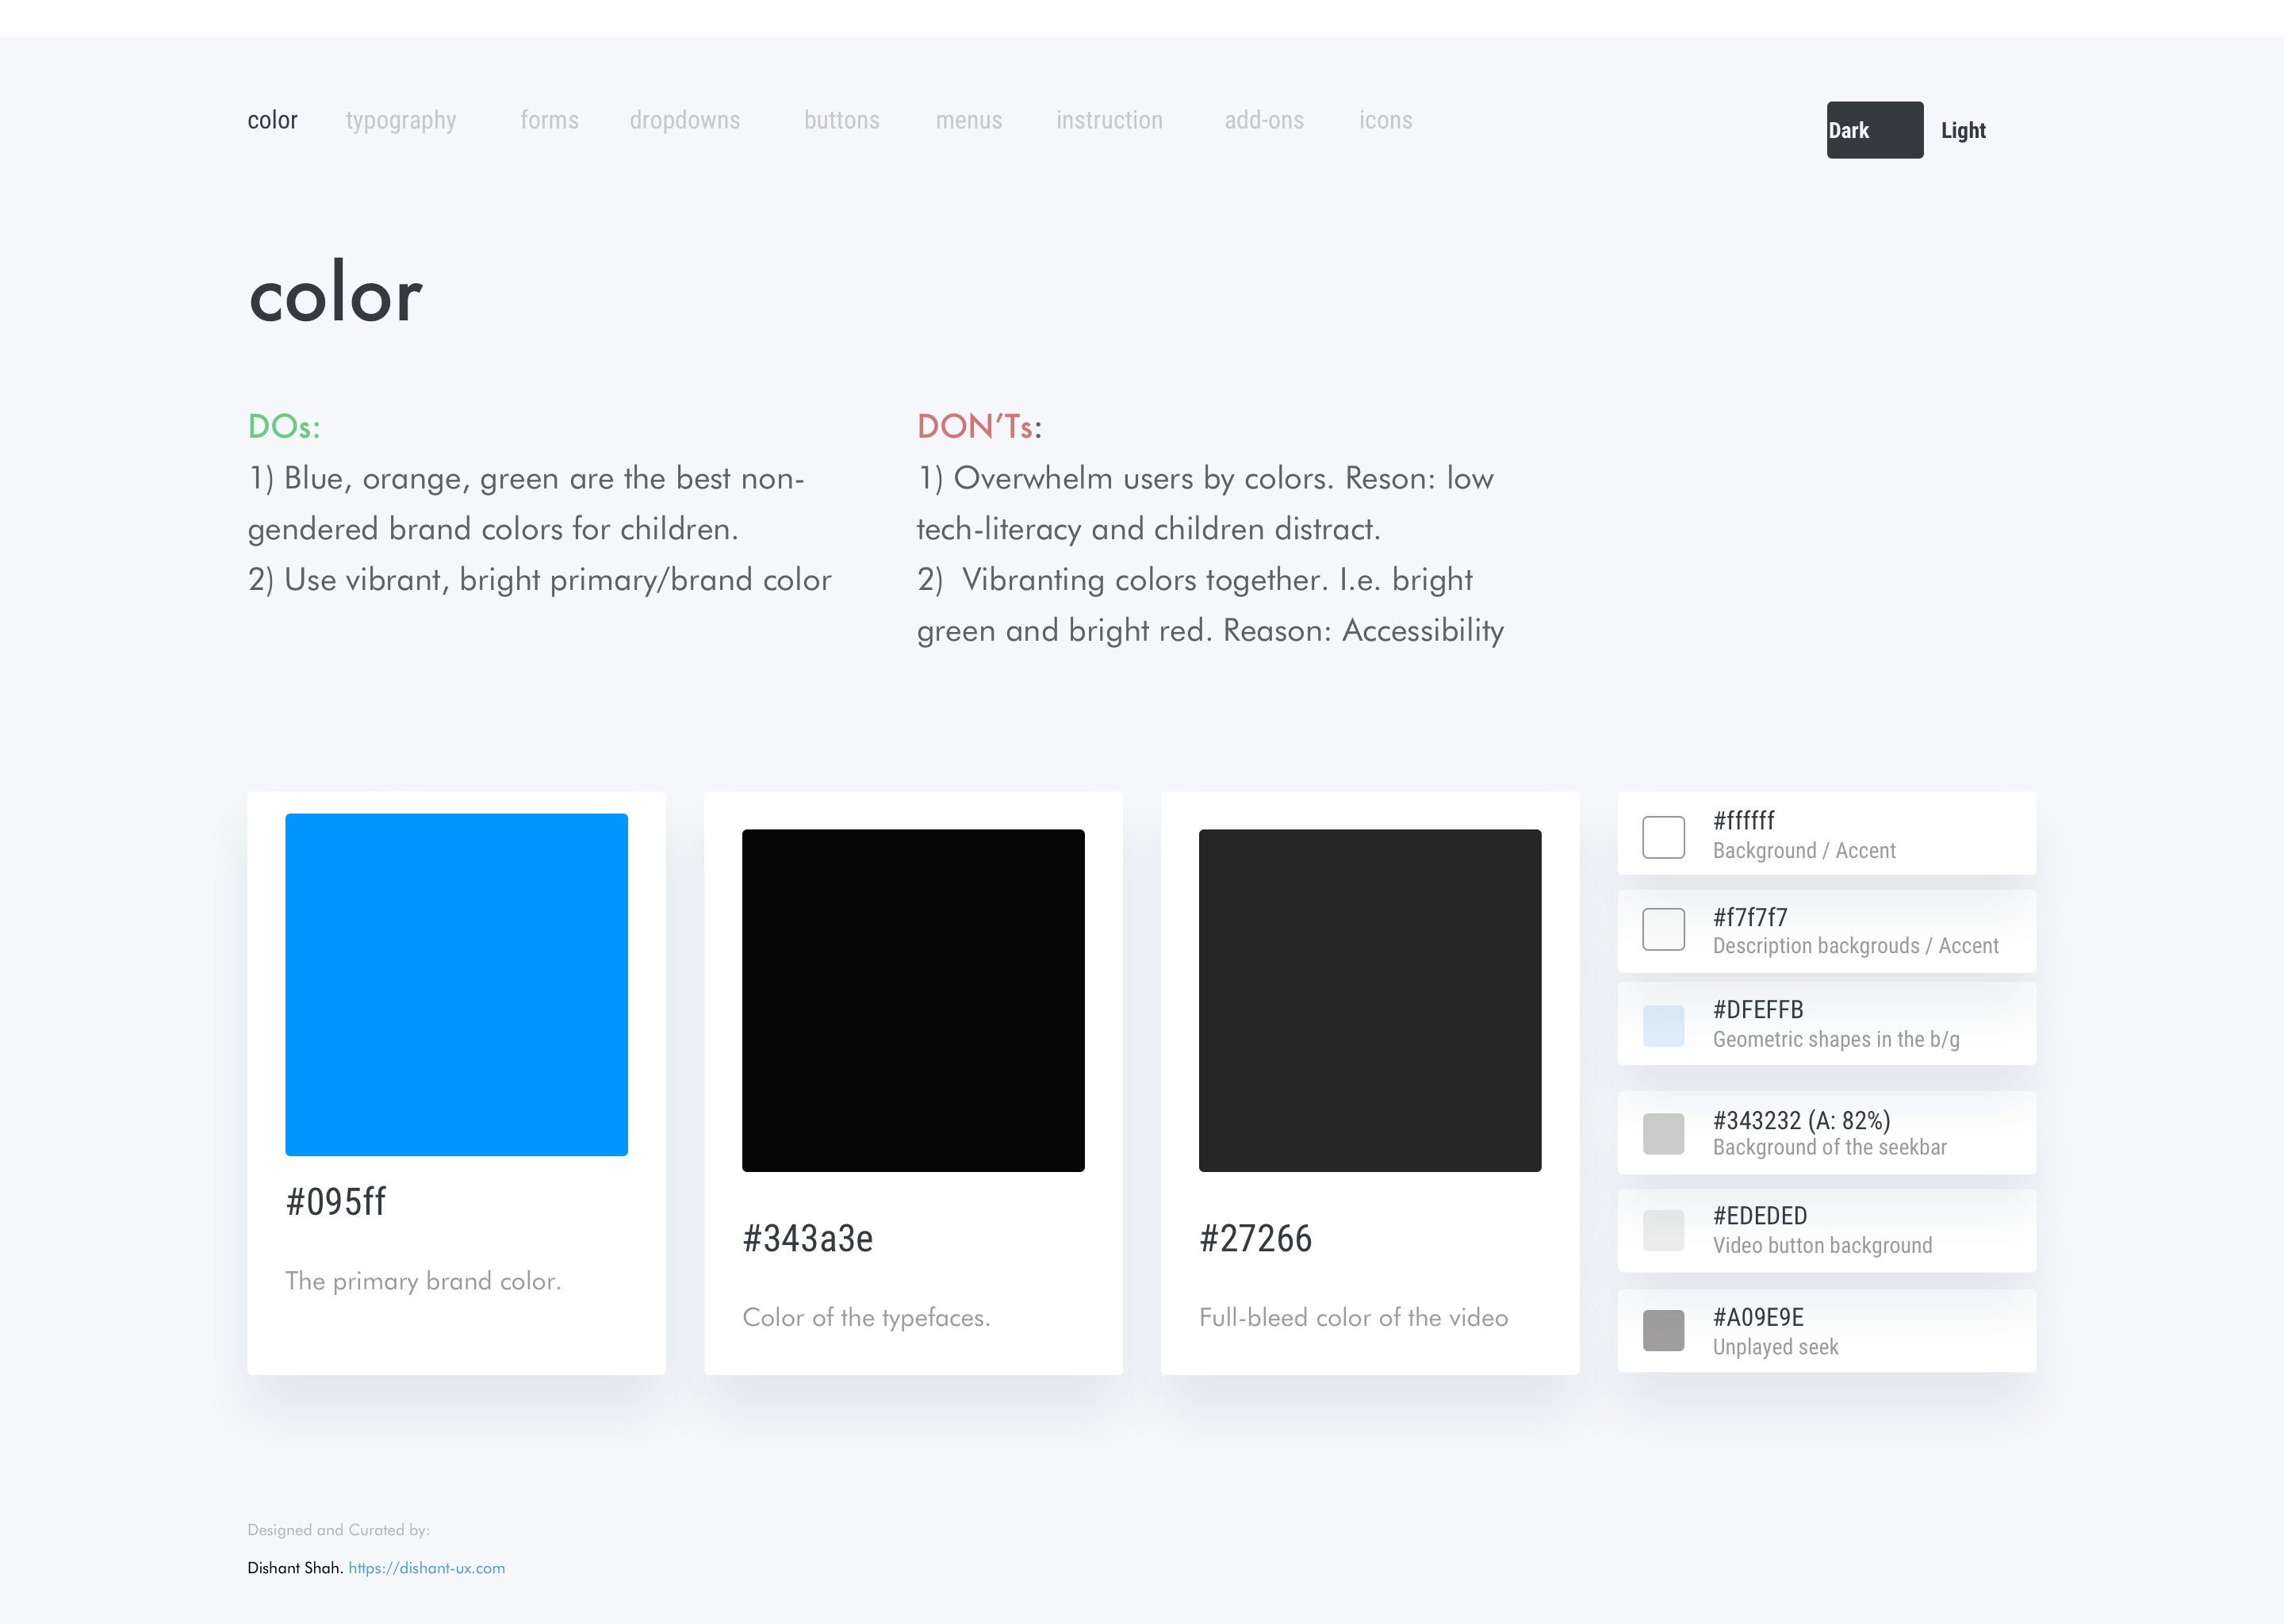 color typography forms dropdowns buttons menus instruction add-ons icons Dark Light
color
DOs:
1) Blue, orange, green are the best non-
gendered brand colors for children.
2) Use vibrant, bright primary/brand color
DON’Ts:
1) Overwhelm users by colors. Reson: low
tech-literacy and children distract.
2) Vibranting colors together. I.e. bright
green and bright red. Reason: Accessibility
#095ff
The primary brand color.
#343a3e
Color of the typefaces.
#27266
Full-bleed color of the video
#ffffff
Background / Accent
#f7f7f7
Description backgrouds / Accent
#DFEFFB
Geometric shapes in the b/g
#343232 (A: 82%)
Background of the seekbar
#EDEDED
Video button background
#A09E9E
Unplayed seek
Designed and Curated by:
Dishant Shah. https://dishant-ux.com